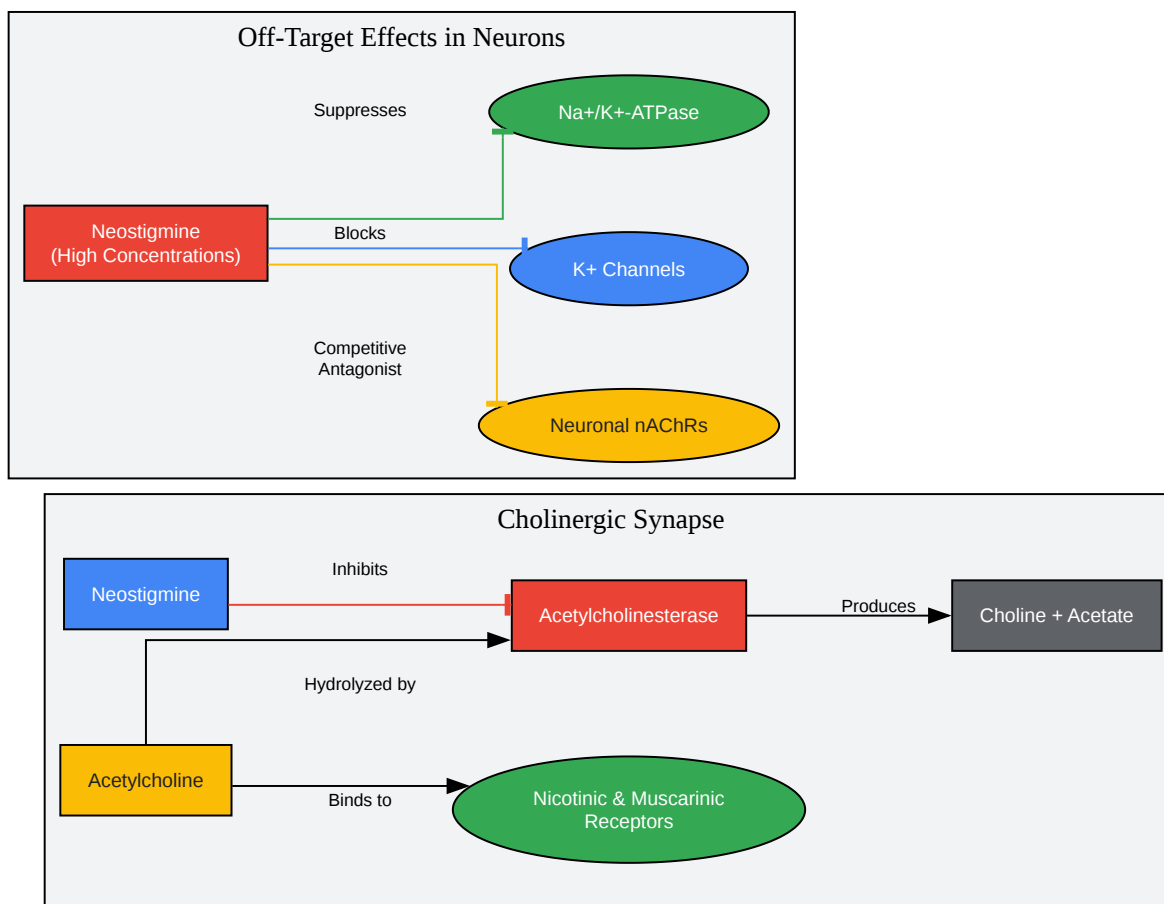 Off-Target Effects in Neurons
Suppresses
Na+/K+-ATPase
Neostigmine
(High Concentrations)
Blocks
K+ Channels
Competitive
Antagonist
Neuronal nAChRs
Cholinergic Synapse
Neostigmine
Inhibits
Acetylcholinesterase
Produces
Choline + Acetate
Hydrolyzed by
Acetylcholine
Binds to
Nicotinic & Muscarinic
Receptors